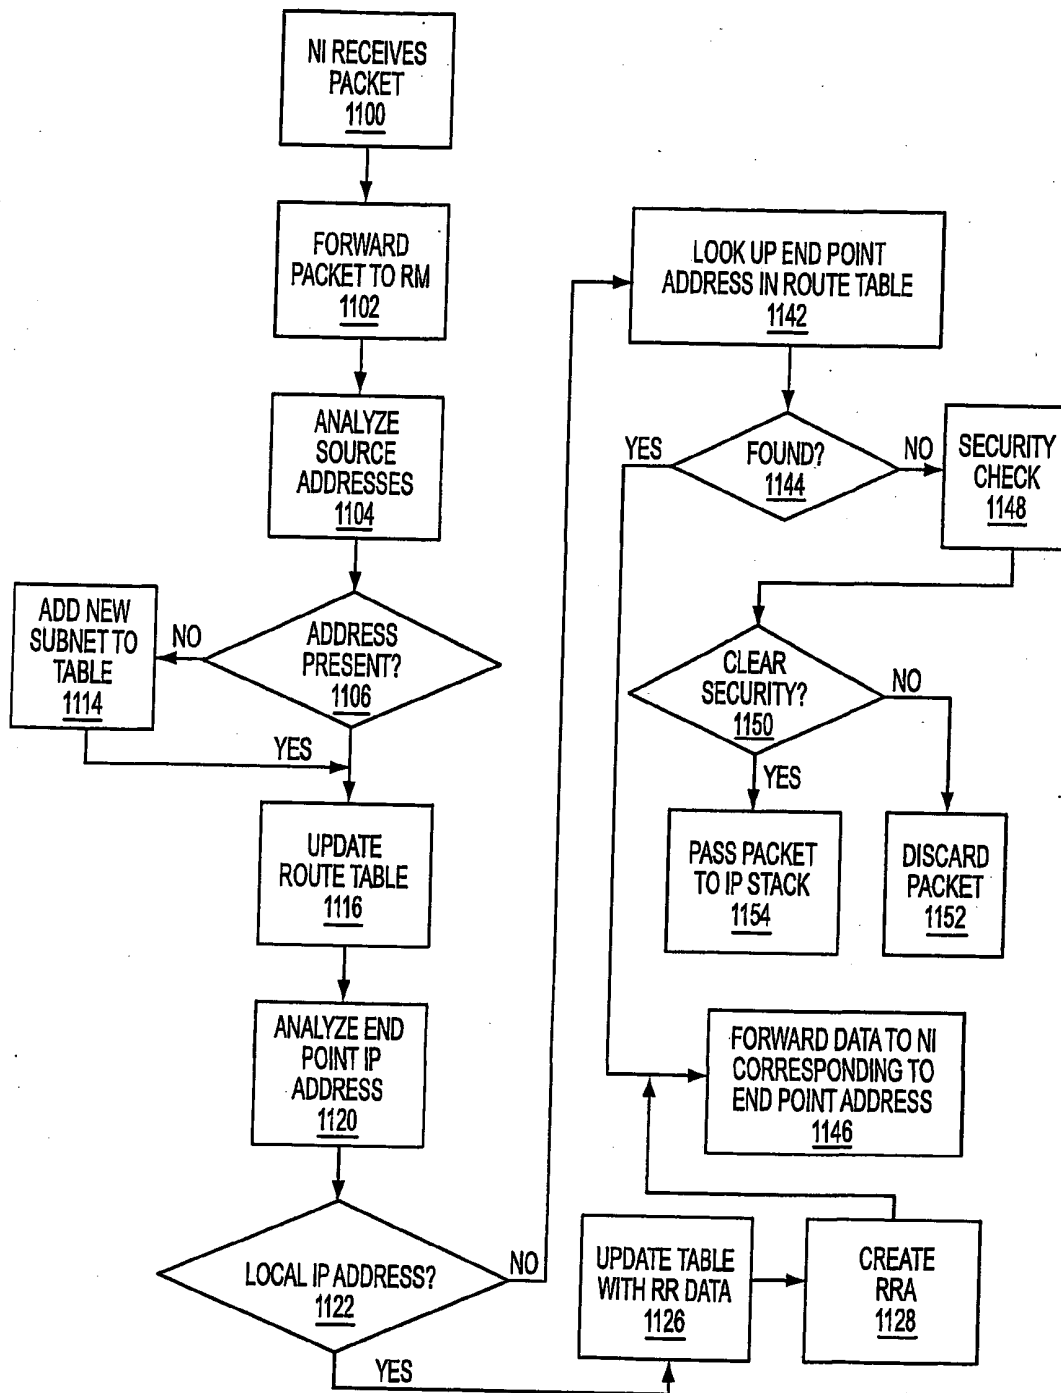 NI RECEIVES
PACKET
1100
FORWARD
PACKET TO RM
1102
ANALYZE
SOURCE
ADDRESSES
1104
ADDRESS
PRESENT?
1106
NO
ADD NEW
SUBNET TO
TABLE
1114
YES
UPDATE
ROUTE TABLE
1116
ANALYZE END
POINT IP
ADDRESS
1120
LOCAL IP ADDRESS?
1122
NO
YES
LOOK UP END POINT
ADDRESS IN ROUTE TABLE
1142
YES
FOUND?
1144
NO
SECURITY
CHECK
1148
CLEAR
SECURITY?
1150
NO
YES
PASS PACKET
TO IP STACK
1154
DISCARD
PACKET
1152
FORWARD DATA TO NI
CORRESPONDING TO
END POINT ADDRESS
1146
UPDATE TABLE
WITH RR DATA
1126
CREATE
RRA
1128